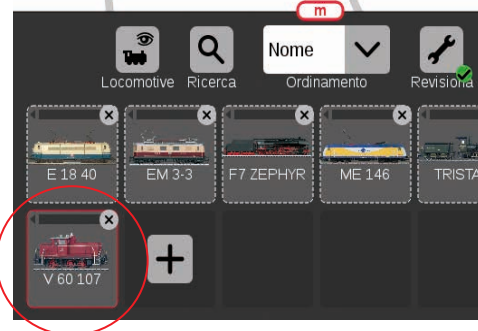 m
Nome
Locomotive Ricerca Ordinamento Revisiona
E 18 40 EM 3-3 F7 ZEPHYR ME 146 TRISTA
V 60 107